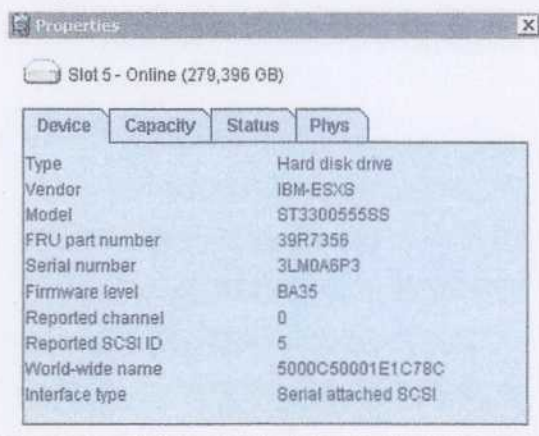 Properties
Slot 5 - Online (279,396 GB)
Device Capacity Status Phys
Type Hard disk drive
Vendor IBM-ESXS
Model ST3300555SS
FRU part number 39R7356
Serial number 3LM0A6P3
Firmware level BA35
Reported channel 0
Reported SCSI ID 5
World-wide name 5000C50001E1C78C
Interface type Serial attached SCSI